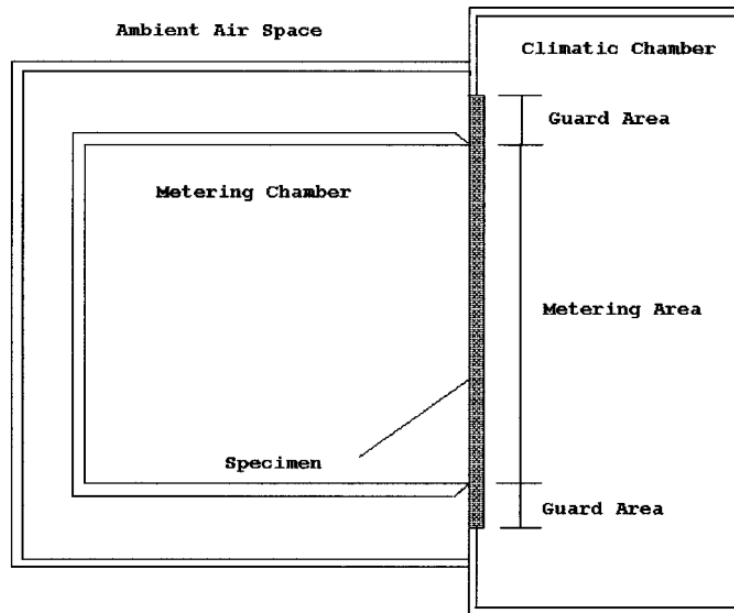 Ambient Air Space
Climatic Chamber
Guard Area
Metering Chamber
Metering Area
Specimen
Guard Area